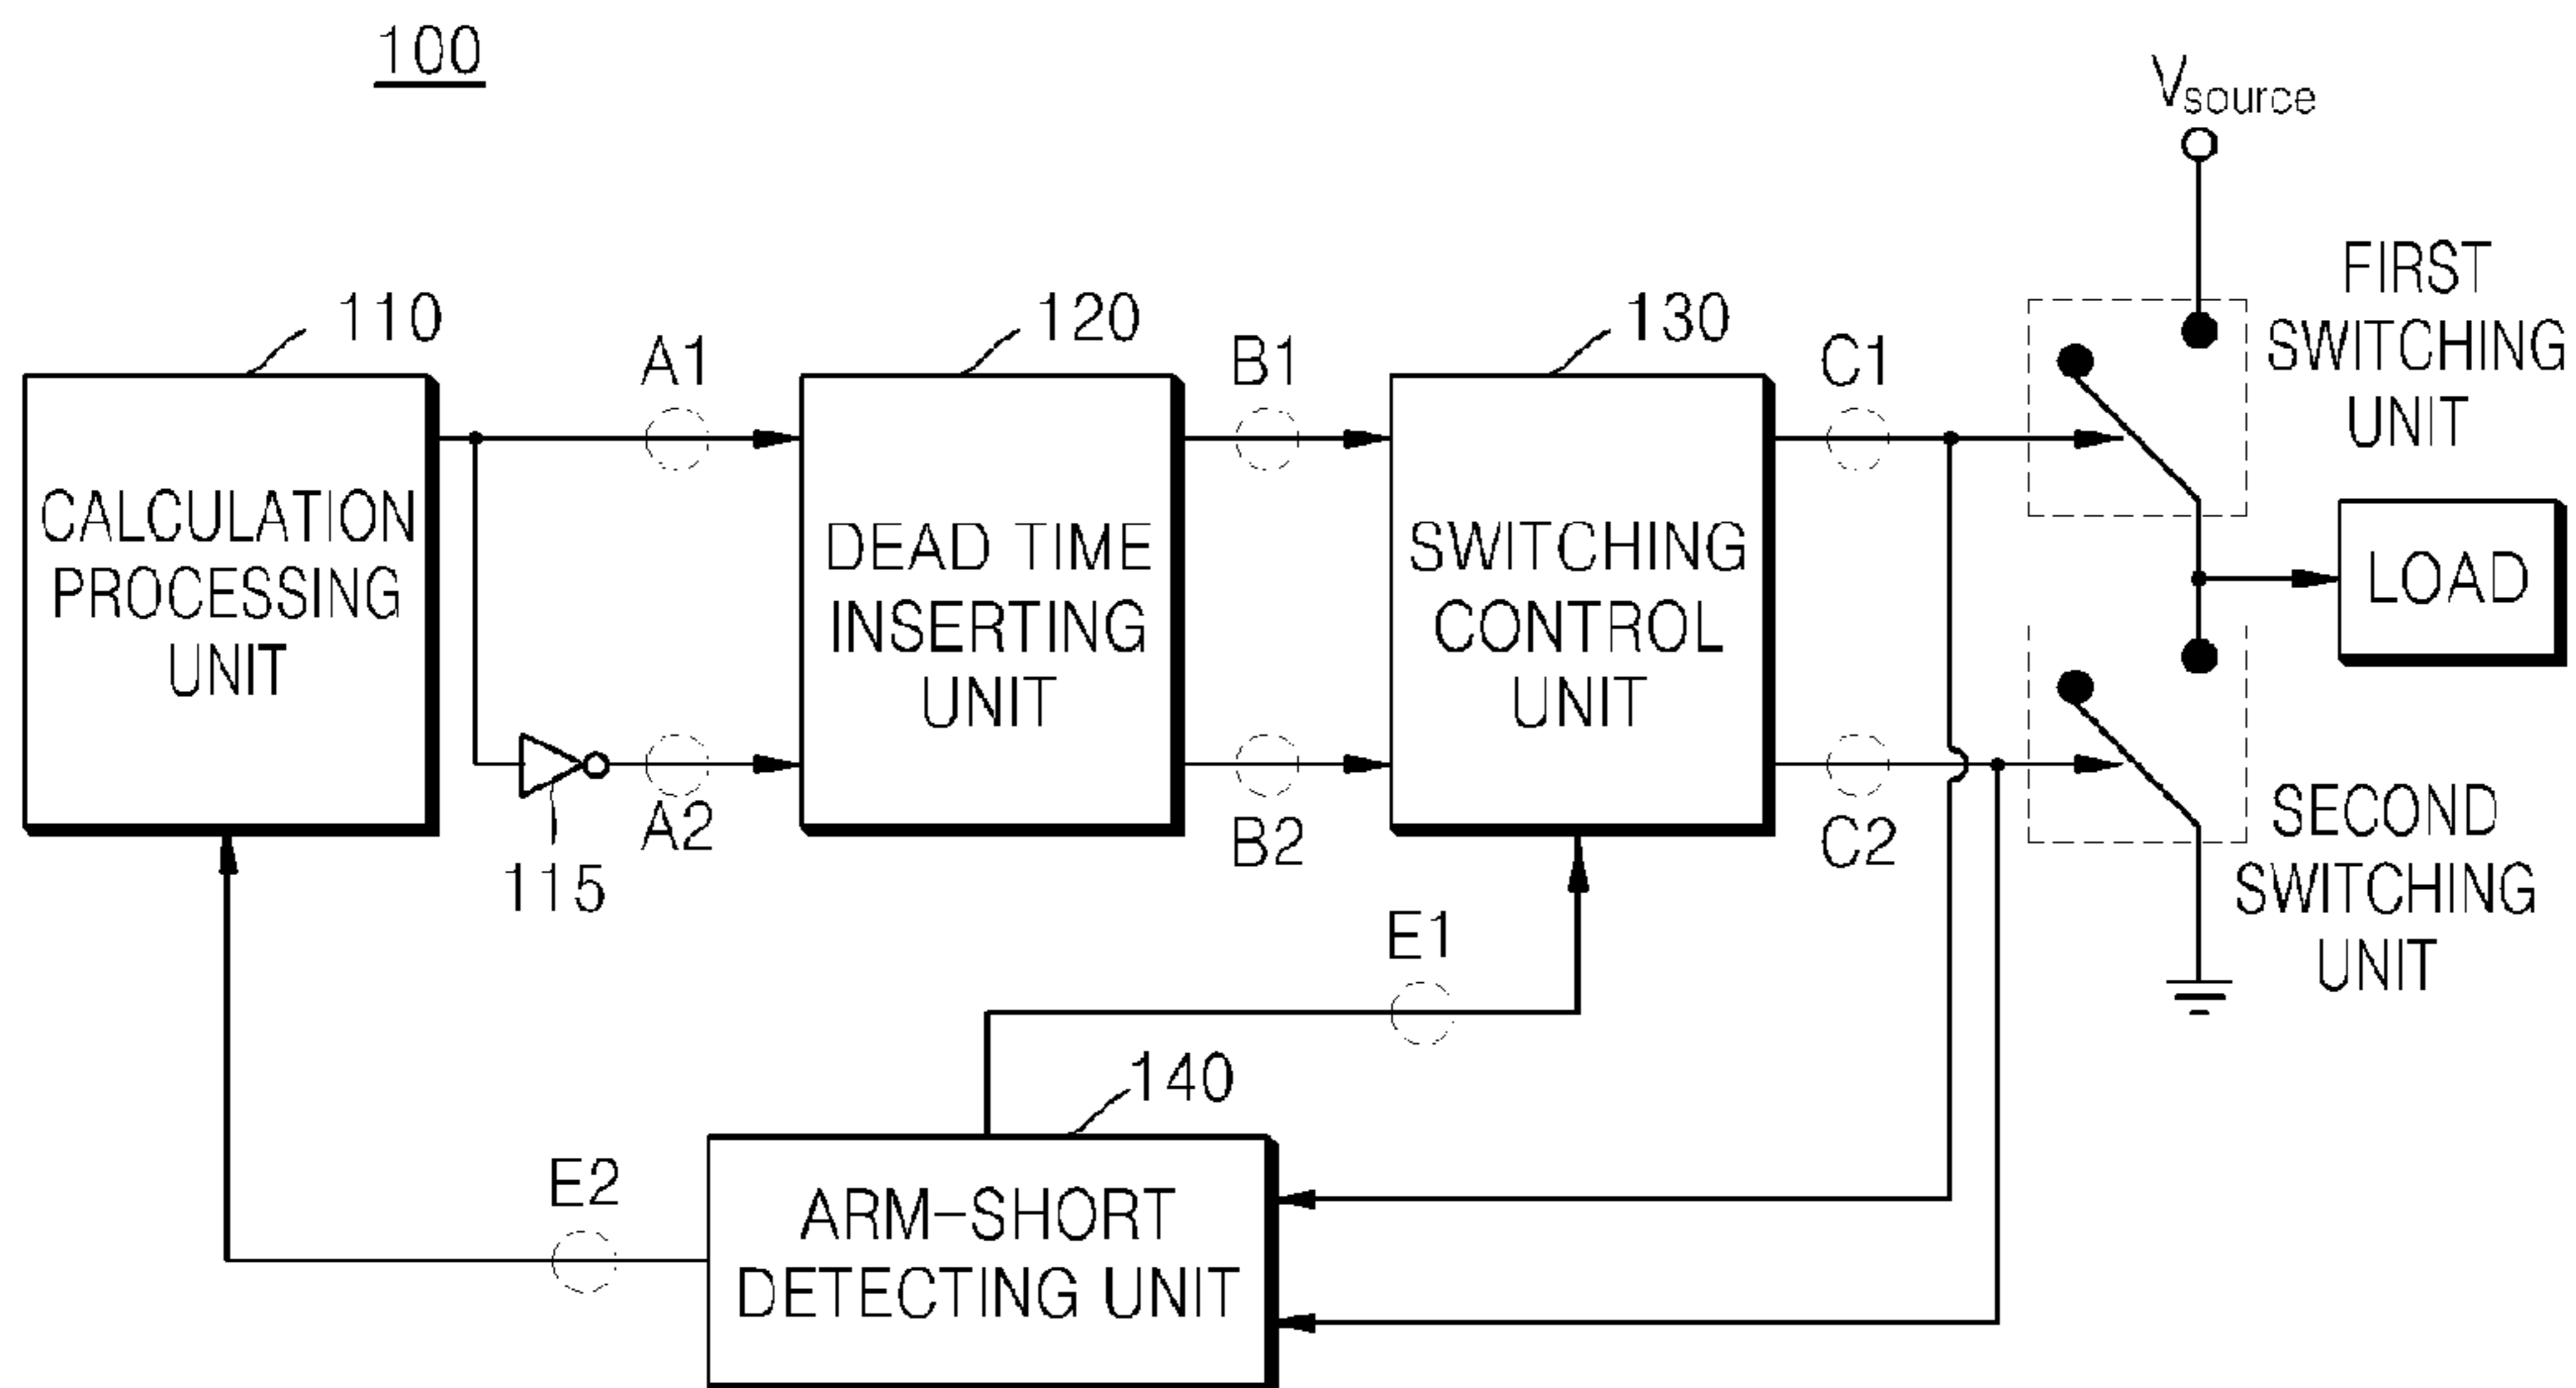 100
Vsource
FIRST
SWITCHING
UNIT
110
A1
120
B1
130
C1
CALCULATION
PROCESSING
UNIT
DEAD TIME
INSERTING
UNIT
SWITCHING
CONTROL
UNIT
LOAD
115
A2
B2
C2
SECOND
SWITCHING
UNIT
E1
140
E2
ARM-SHORT
DETECTING UNIT